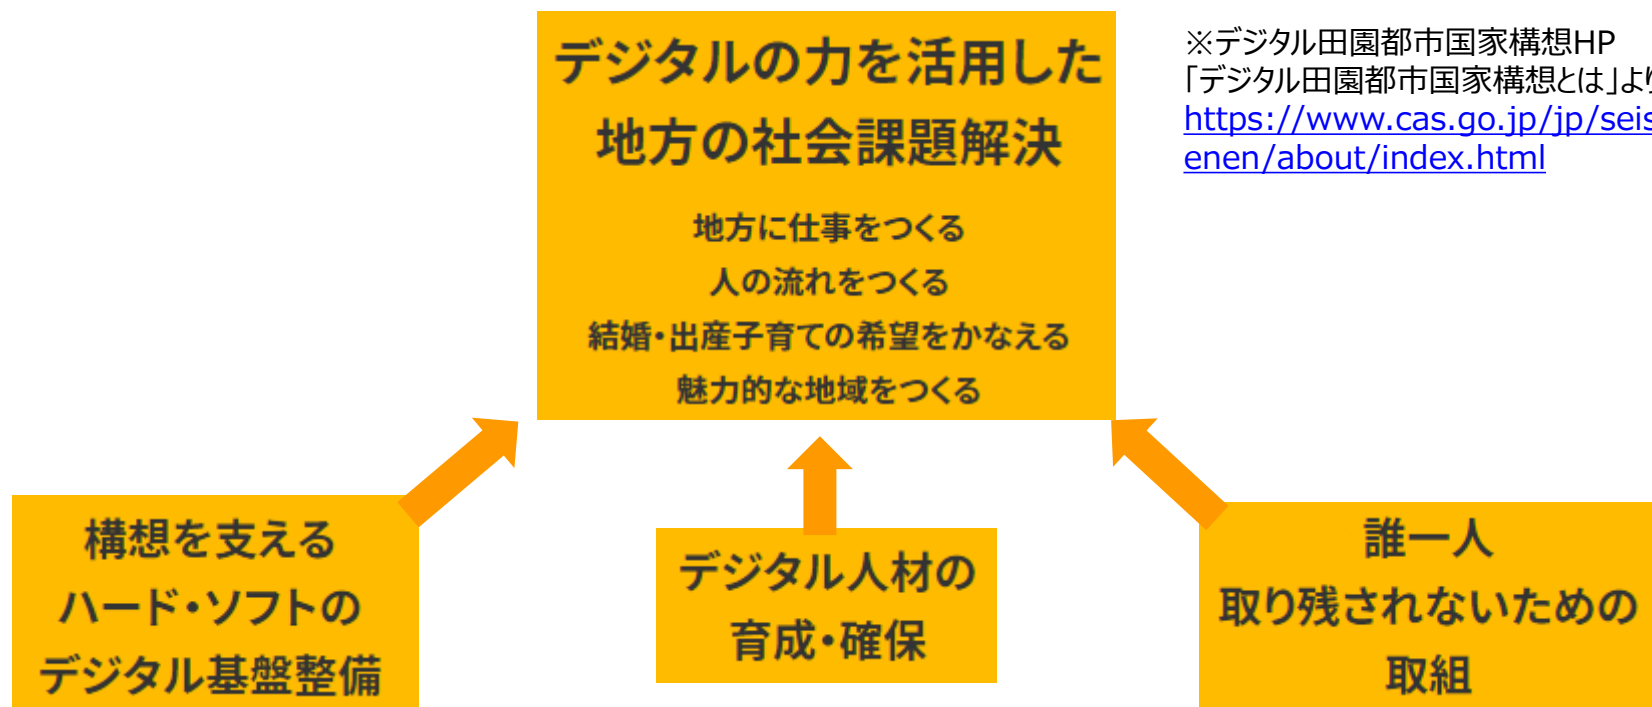 デジタルの力を活用した
地方の社会課題解決
地方に仕事をつくる
人の流れをつくる
結婚・出産子育ての希望をかなえる
魅力的な地域をつくる
※デジタル田園都市国家構想HP
「デジタル田園都市国家構想とは」よ
https://www.cas.go.jp/jp/seis
enen/about/index.html
構想を支える
ハード・ソフトの
デジタル基盤整備
デジタル人材の
育成・確保
誰一人
取り残されないための
取組